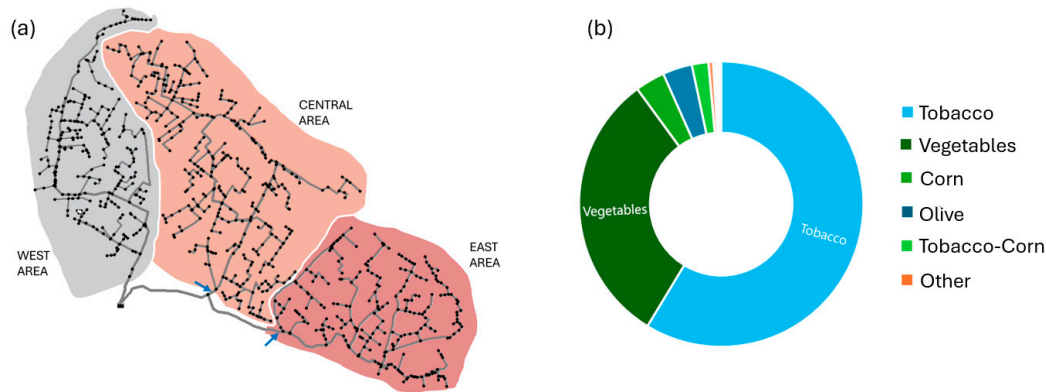 (a)
CENTRAL
AREA
WEST
AREA
EAST
AREA
(b)
Vegetables
Tobacco
Tobacco
Vegetables
Corn
Olive
Tobacco-Corn
Other